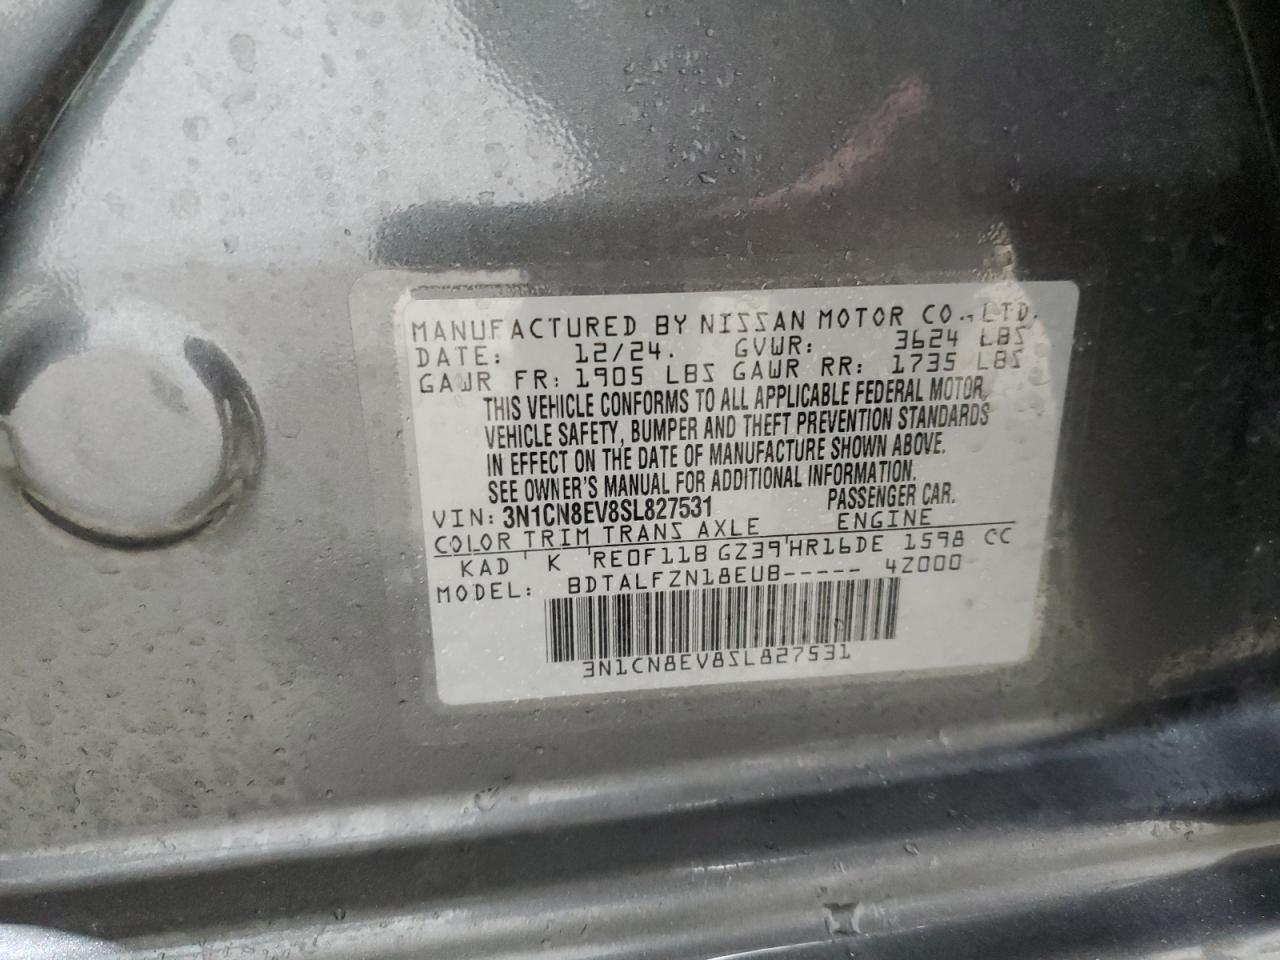 MANUFACTURED BY NISSAN MOTOR CO., LTD.
DATE: 12/24. GVWR: 3624 LBS
GAWR FR: 1905 LBS GAWR RR: 1735 LBS
THIS VEHICLE CONFORMS TO ALL APPLICABLE FEDERAL MOTOR
VEHICLE SAFETY, BUMPER AND THEFT PREVENTION STANDARDS
IN EFFECT ON THE DATE OF MANUFACTURE SHOWN ABOVE.
SEE OWNER'S MANUAL FOR ADDITIONAL INFORMATION.
VIN: 3N1CN8EV8SL827531 PASSENGER CAR.
COLOR TRIM TRANS AXLE ENGINE
KAD K RE0F11B GZ39 HR16DE 1598 CC
MODEL: BDTALFZN18EUB----- 4Z000
3N1CN8EV8SL827531